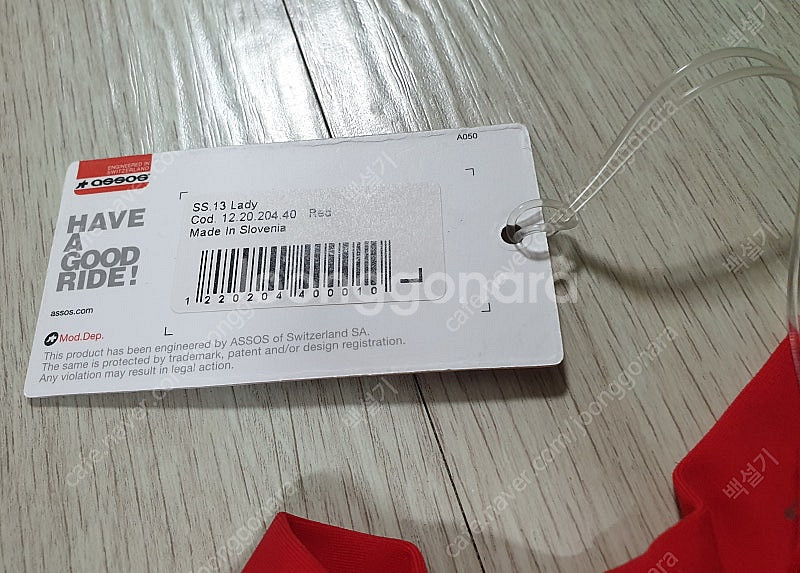 A050
ENGINEERED IN
SWITZERLAND
assos
HAVE
A
GOOD
RIDE!
assos.com
SS.13 Lady
Cod. 12.20.204.40 Red
Made In Slovenia
1 220204 400010
Mod.Dep.
This product has been engineered by ASSOS of Switzerland SA.
The same is protected by trademark, patent and/or design registration.
Any violation may result in legal action.
joonggonara
cafe.naver.com/joonggonara
백설기